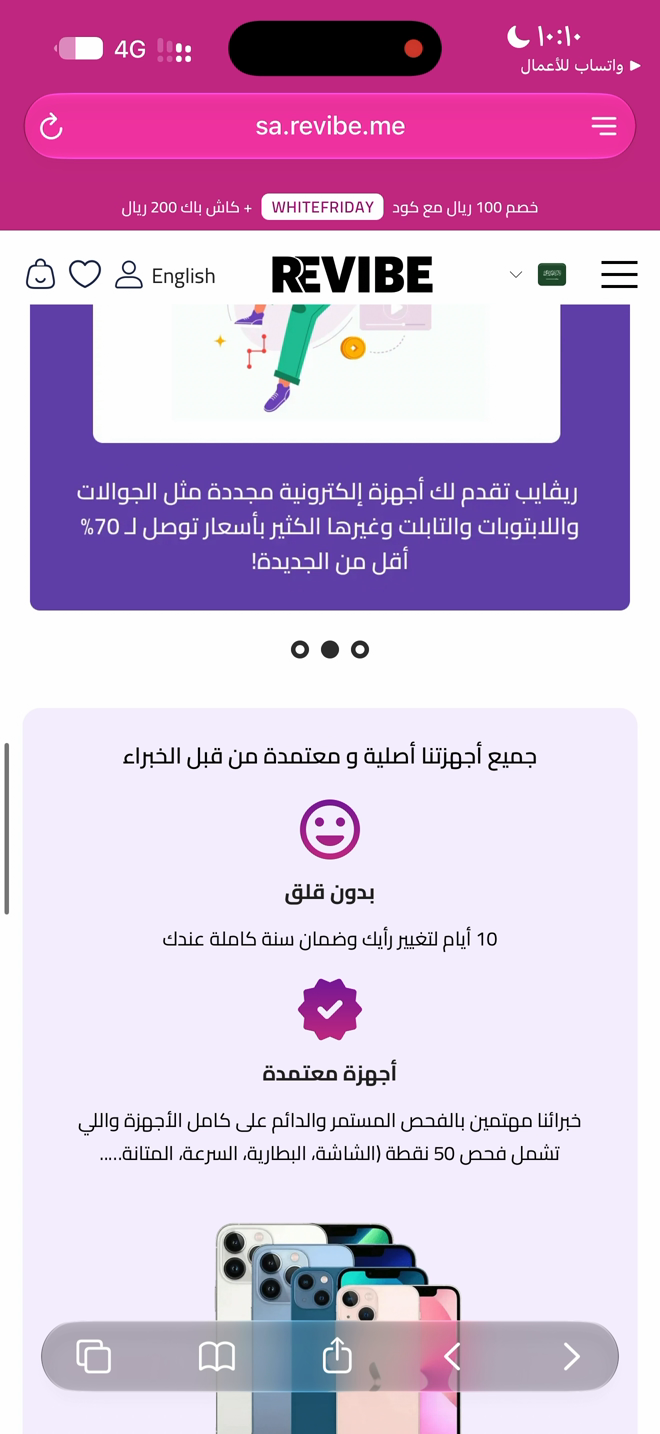 4G
١٠:١٠
واتساب للأعمال
sa.revibe.me
خصم 100 ريال مع كود WHITEFRIDAY + كاش باك 200 ريال
English
REVIBE
ريڤايب تقدم لك أجهزة إلكترونية مجددة مثل الجوالات
واللابتوبات والتابلت وغيرها الكثير بأسعار توصل لـ 70%
أقل من الجديدة!
جميع أجهزتنا أصلية و معتمدة من قبل الخبراء
بدون قلق
10 أيام لتغيير رأيك وضمان سنة كاملة عندك
أجهزة معتمدة
خبرائنا مهتمين بالفحص المستمر والدائم على كامل الأجهزة واللي
تشمل فحص 50 نقطة (الشاشة، البطارية، السرعة، المتانة.....